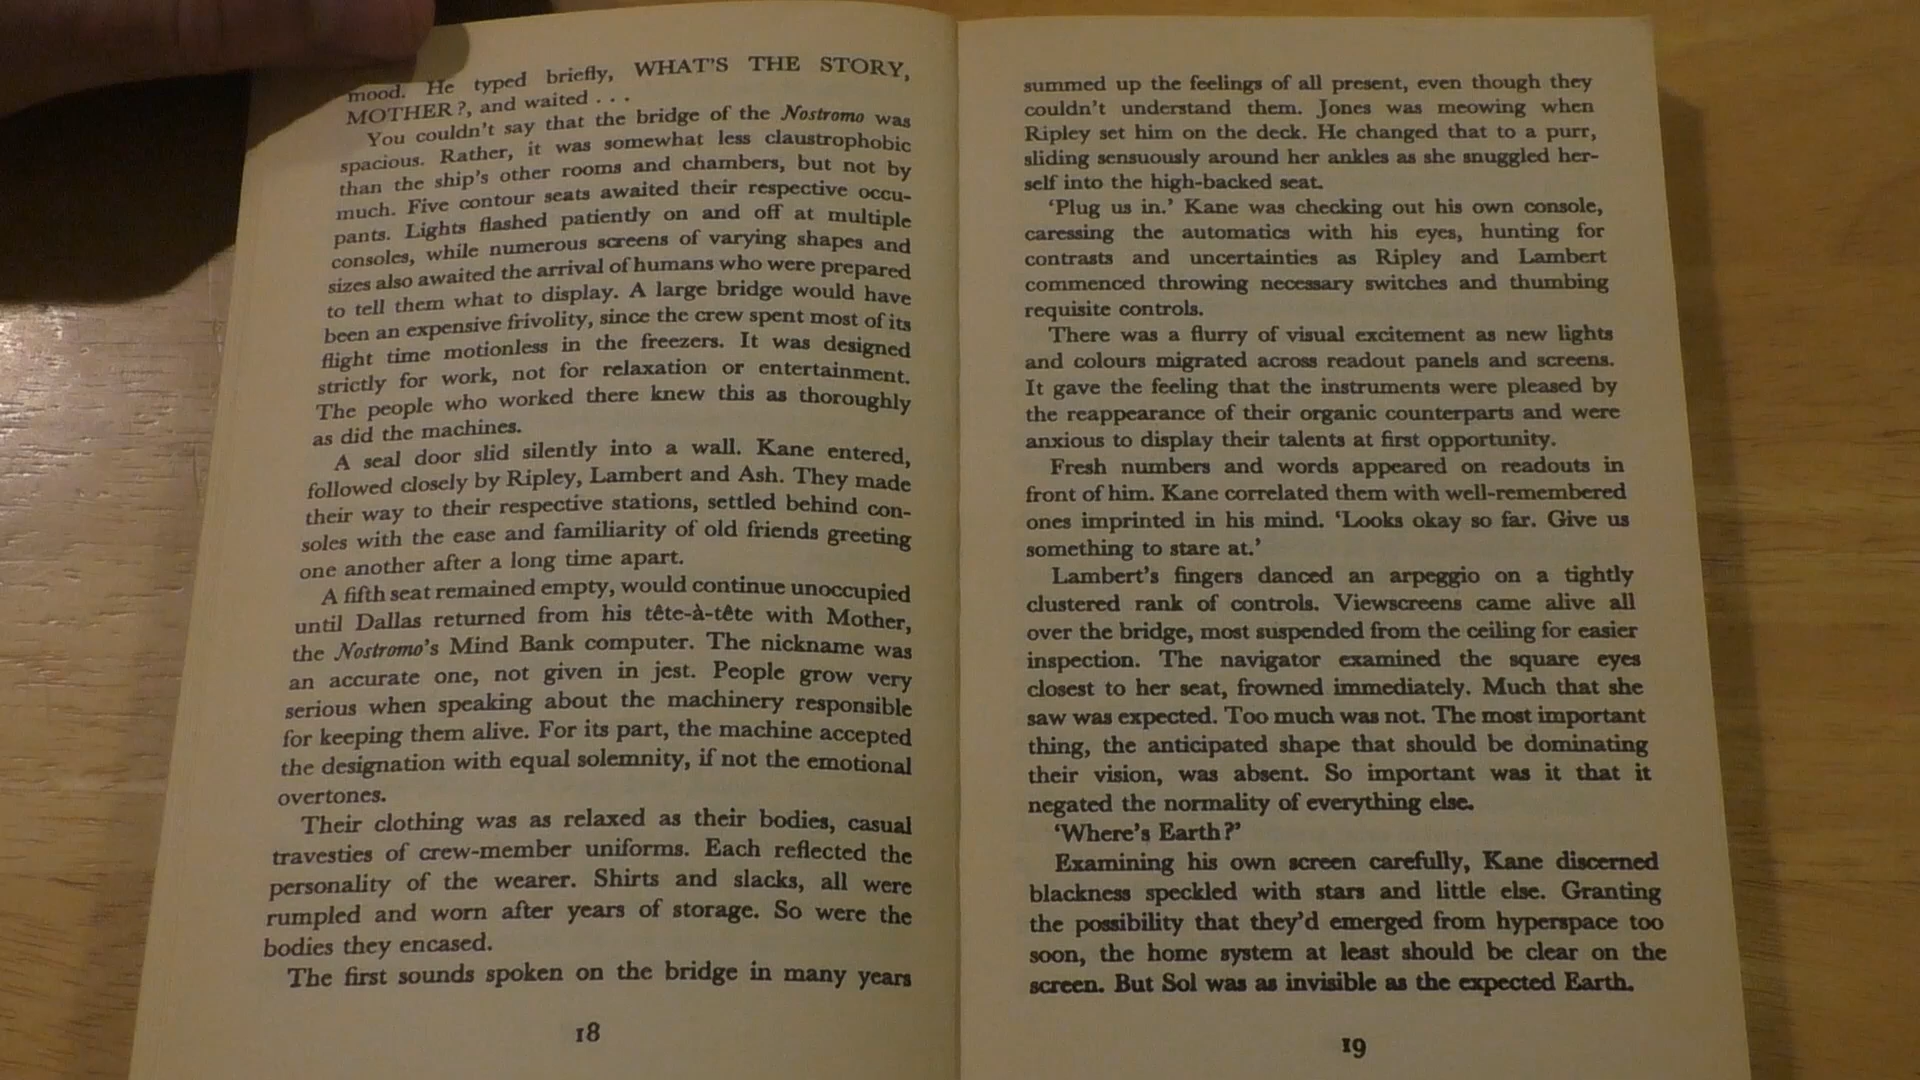 mood. He typed briefly, WHAT'S THE STORY,
MOTHER?, and waited . . .
You couldn't say that the bridge of the Nostromo was
spacious. Rather, it was somewhat less claustrophobic
than the ship's other rooms and chambers, but not by
much. Five contour seats awaited their respective occu-
pants. Lights flashed patiently on and off at multiple
consoles, while numerous screens of varying shapes and
sizes also awaited the arrival of humans who were prepared
to tell them what to display. A large bridge would have
been an expensive frivolity, since the crew spent most of its
flight time motionless in the freezers. It was designed
strictly for work, not for relaxation or entertainment.
The people who worked there knew this as thoroughly
as did the machines.
A seal door slid silently into a wall. Kane entered,
followed closely by Ripley, Lambert and Ash. They made
their way to their respective stations, settled behind con-
soles with the ease and familiarity of old friends greeting
one another after a long time apart.
A fifth seat remained empty, would continue unoccupied
until Dallas returned from his tête-à-tête with Mother,
the Nostromo's Mind Bank computer. The nickname was
an accurate one, not given in jest. People grow very
serious when speaking about the machinery responsible
for keeping them alive. For its part, the machine accepted
the designation with equal solemnity, if not the emotional
overtones.
Their clothing was as relaxed as their bodies, casual
travesties of crew-member uniforms. Each reflected the
personality of the wearer. Shirts and slacks, all were
rumpled and worn after years of storage. So were the
bodies they encased.
The first sounds spoken on the bridge in many years
18
summed up the feelings of all present, even though they
couldn't understand them. Jones was meowing when
Ripley set him on the deck. He changed that to a purr,
sliding sensuously around her ankles as she snuggled her-
self into the high-backed seat.
'Plug us in.' Kane was checking out his own console,
caressing the automatics with his eyes, hunting for
contrasts and uncertainties as Ripley and Lambert
commenced throwing necessary switches and thumbing
requisite controls.
There was a flurry of visual excitement as new lights
and colours migrated across readout panels and screens.
It gave the feeling that the instruments were pleased by
the reappearance of their organic counterparts and were
anxious to display their talents at first opportunity.
Fresh numbers and words appeared on readouts in
front of him. Kane correlated them with well-remembered
ones imprinted in his mind. 'Looks okay so far. Give us
something to stare at.'
Lambert's fingers danced an arpeggio on a tightly
clustered rank of controls. Viewscreens came alive all
over the bridge, most suspended from the ceiling for easier
inspection. The navigator examined the square eyes
closest to her seat, frowned immediately. Much that she
saw was expected. Too much was not. The most important
thing, the anticipated shape that should be dominating
their vision, was absent. So important was it that it
negated the normality of everything else.
'Where's Earth?'
Examining his own screen carefully, Kane discerned
blackness speckled with stars and little else. Granting
the possibility that they'd emerged from hyperspace too
soon, the home system at least should be clear on the
screen. But Sol was as invisible as the expected Earth.
19